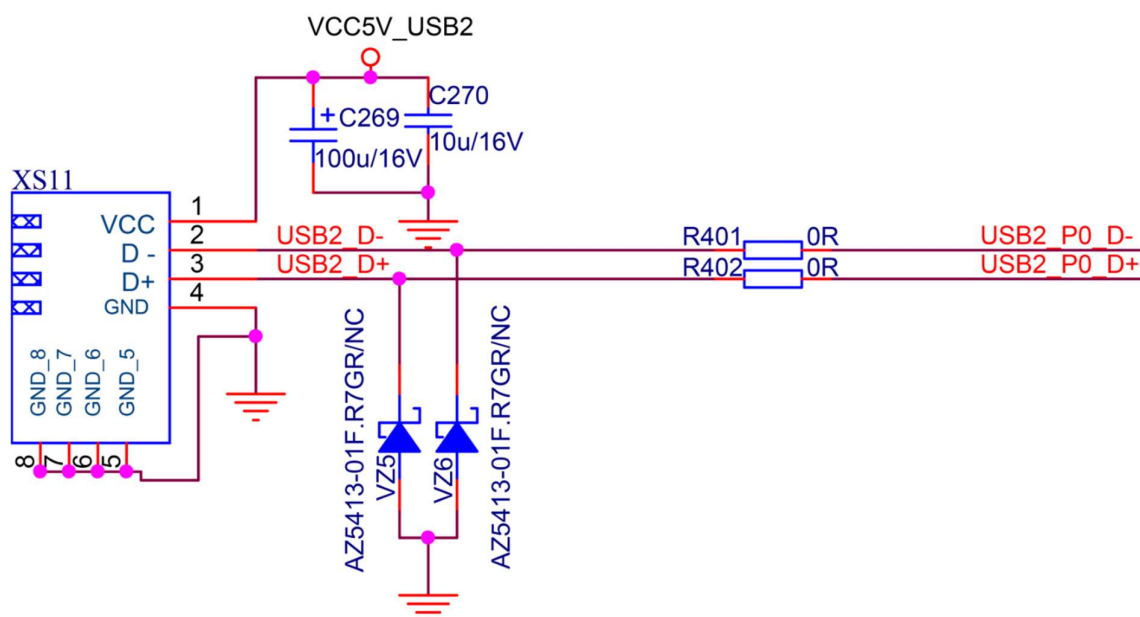 VCC5V_USB2
C270
+
C269
10u/16V
100u/16V
XS11
1
VCC
2
USB2_D-
R401
0R
USB2_P0_D-
D -
3
USB2_D+
R402
0R
USB2_P0_D+
D+
4
GND
GND_8
GND_7
GND_6
GND_5
8
7
6
5
AZ5413-01F.R7GR/NC
VZ5
VZ6
AZ5413-01F.R7GR/NC